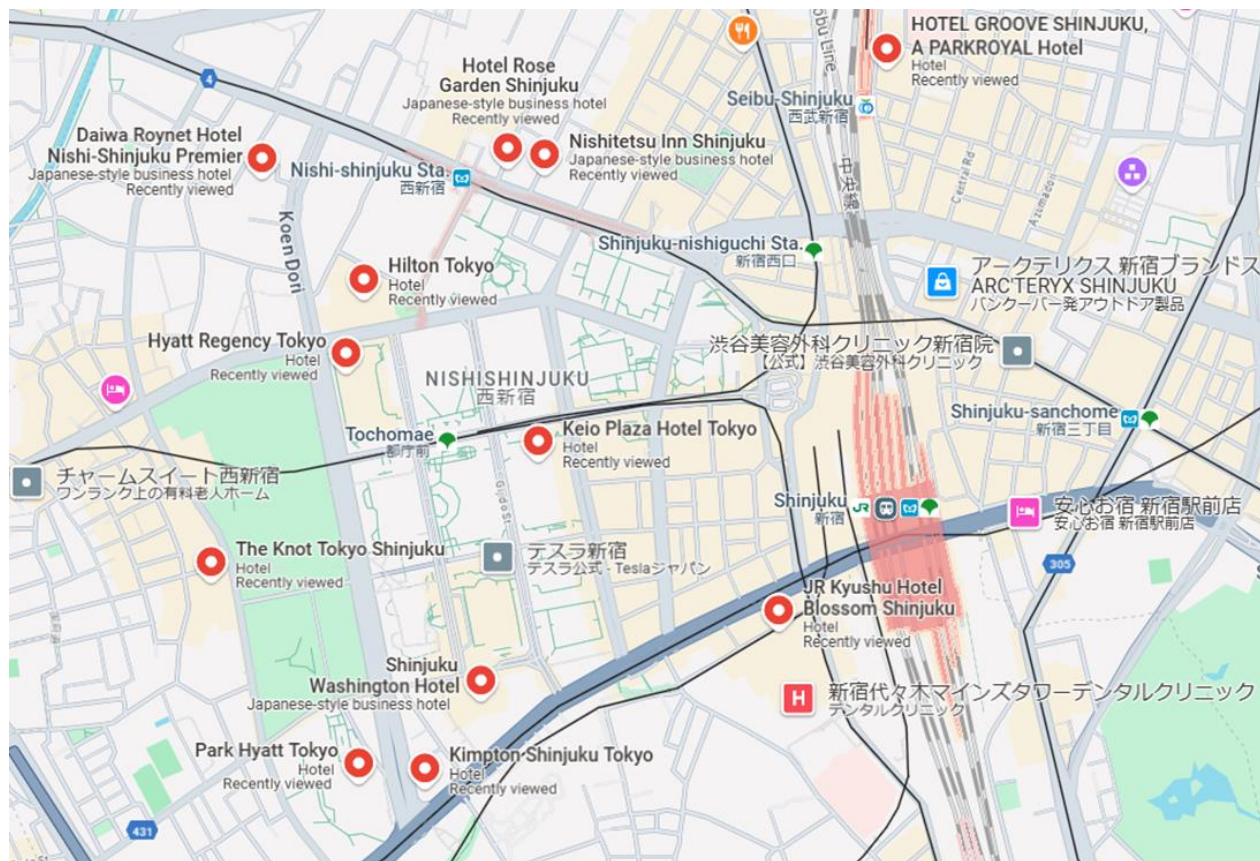 HOTEL GROOVE SHINJUKU,
A PARKROYAL Hotel
Hotel
Recently viewed
4
Hotel Rose
Garden Shinjuku
Japanese-style business hotel
Recently viewed
Seibu-Shinjuku
西武新宿
Daiwa Roynet Hotel
Nishi-Shinjuku Premier
Japanese-style business hotel
Recently viewed
Nishitetsu Inn Shinjuku
Japanese-style business hotel
Recently viewed
Nishi-shinjuku Sta.
西新宿
中央線
Central Rd
Azumadori
Koen Dori
Shinjuku-nishiguchi Sta.
新宿西口
Hilton Tokyo
Hotel
Recently viewed
アークテリクス 新宿ブランドス
ARC'TERYX SHINJUKU
バンクーバー発アウトドア製品
Hyatt Regency Tokyo
Hotel
Recently viewed
渋谷美容外科クリニック新宿院
【公式】渋谷美容外科クリニック
NISHISHINJUKU
西新宿
Shinjuku-sanchome
新宿三丁目
Tochomae
都庁前
Keio Plaza Hotel Tokyo
Hotel
Recently viewed
チャームスイート西新宿
ワンランク上の有料老人ホーム
Gijido St.
Shinjuku
新宿
JR
安心お宿 新宿駅前店
安心お宿 新宿駅前店
The Knot Tokyo Shinjuku
Hotel
Recently viewed
テスラ新宿
テスラ公式 - Teslaジャパン
305
JR Kyushu Hotel
Blossom Shinjuku
Hotel
Recently viewed
Shinjuku
Washington Hotel
Japanese-style business hotel
H
新宿代々木マインズタワーデンタルクリニック
デンタルクリニック
Park Hyatt Tokyo
Hotel
Recently viewed
Kimpton Shinjuku Tokyo
Hotel
Recently viewed
431